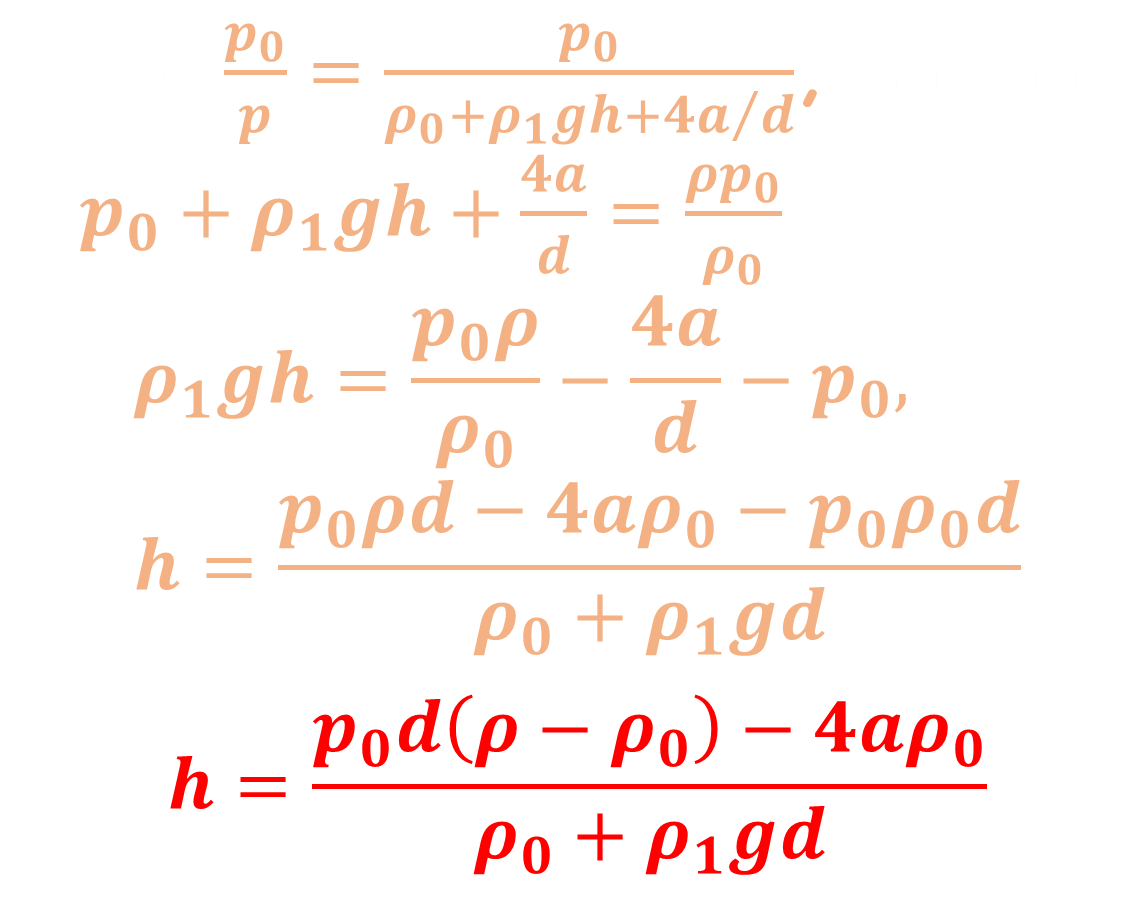 p₀/p = p₀/(ρ₀+ρ₁gh+4a/d)′
p₀ + ρ₁gh + 4a/d = ρp₀/ρ₀
ρ₁gh = p₀ρ/ρ₀ − 4a/d − p₀,
h = (p₀ρd − 4aρ₀ − p₀ρ₀d)/(ρ₀ + ρ₁gd)
h = (p₀d(ρ − ρ₀) − 4aρ₀)/(ρ₀ + ρ₁gd)